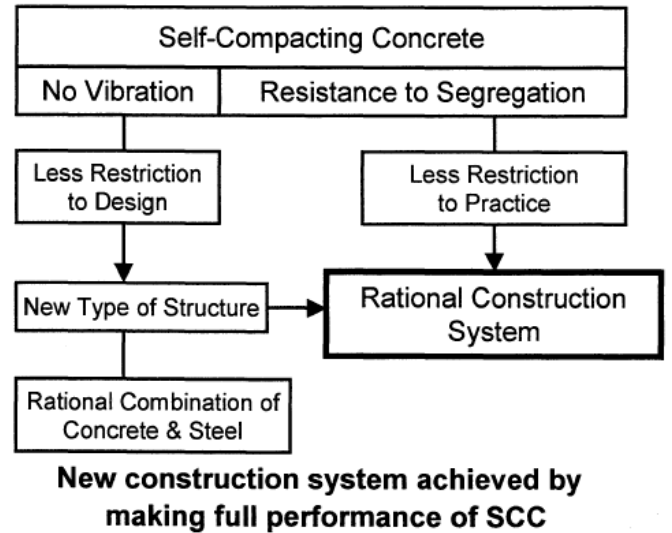 Self-Compacting Concrete
No Vibration
Resistance to Segregation
Less Restriction
to Design
Less Restriction
to Practice
New Type of Structure
Rational Construction
System
Rational Combination of
Concrete & Steel
New construction system achieved by
making full performance of SCC